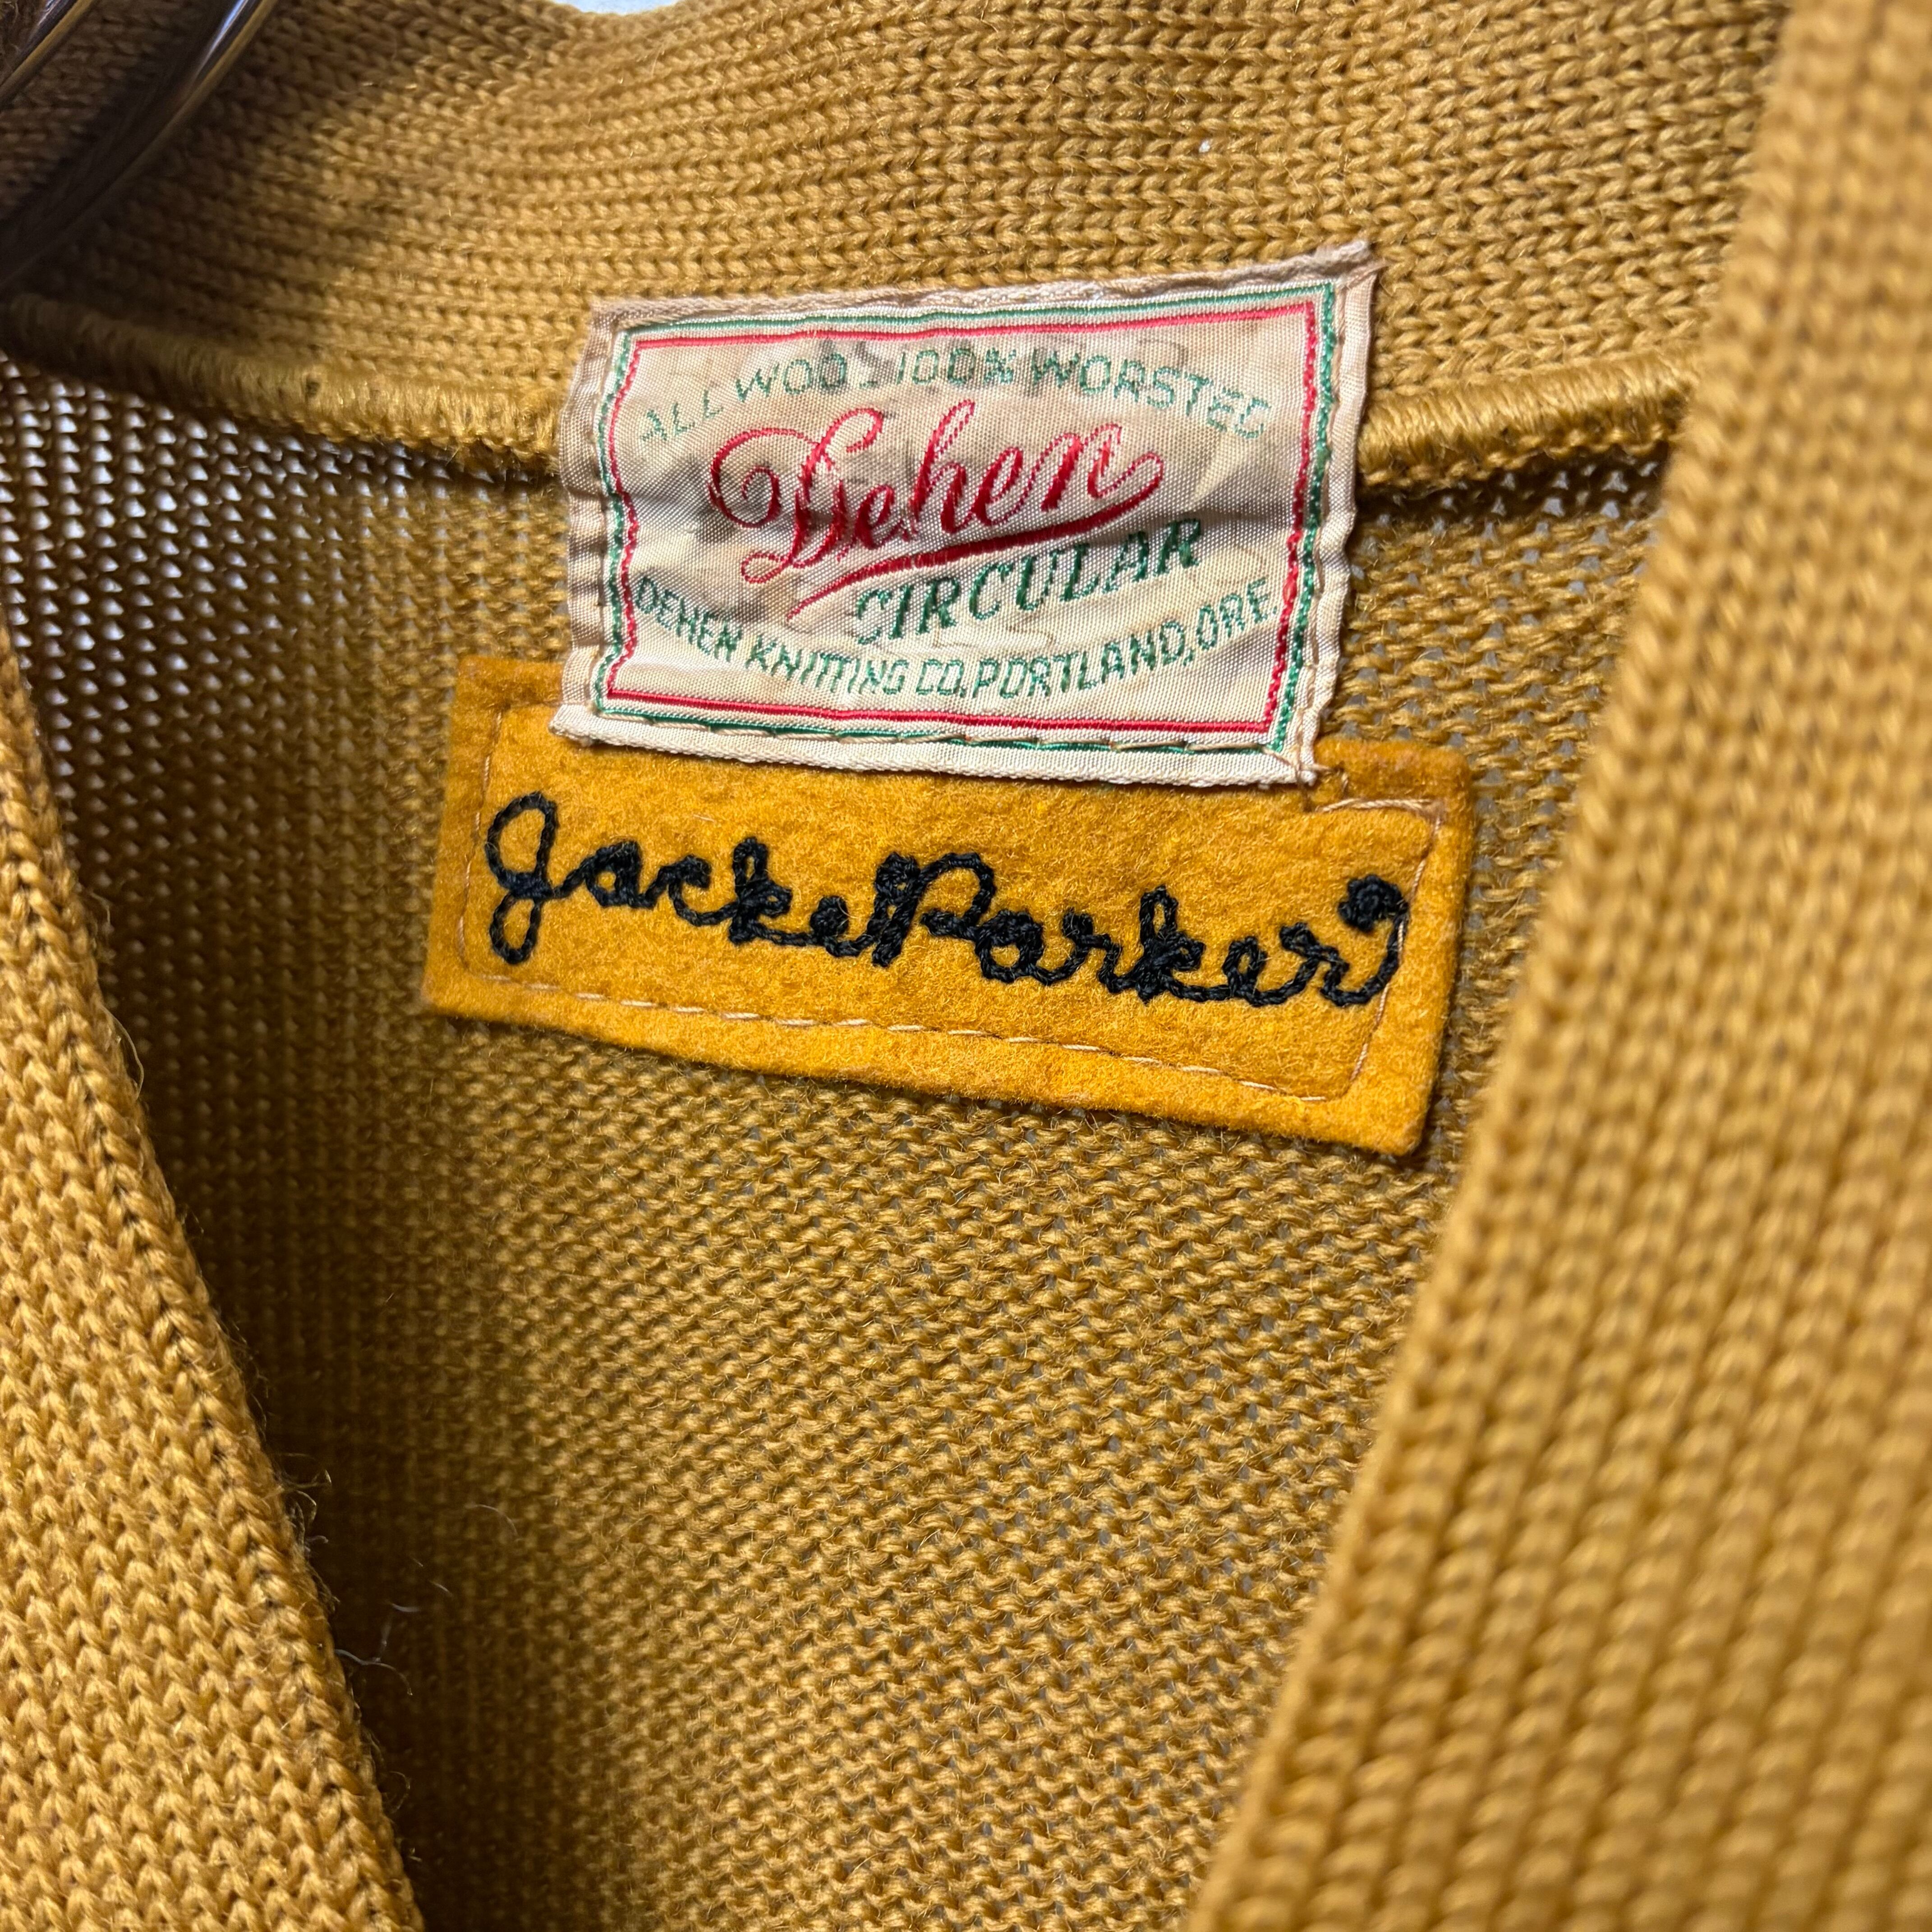 ALL WOOL 100% WORSTED
Dehen
CIRCULAR
DEHEN KNITTING CO. PORTLAND, ORE
Jack Parker